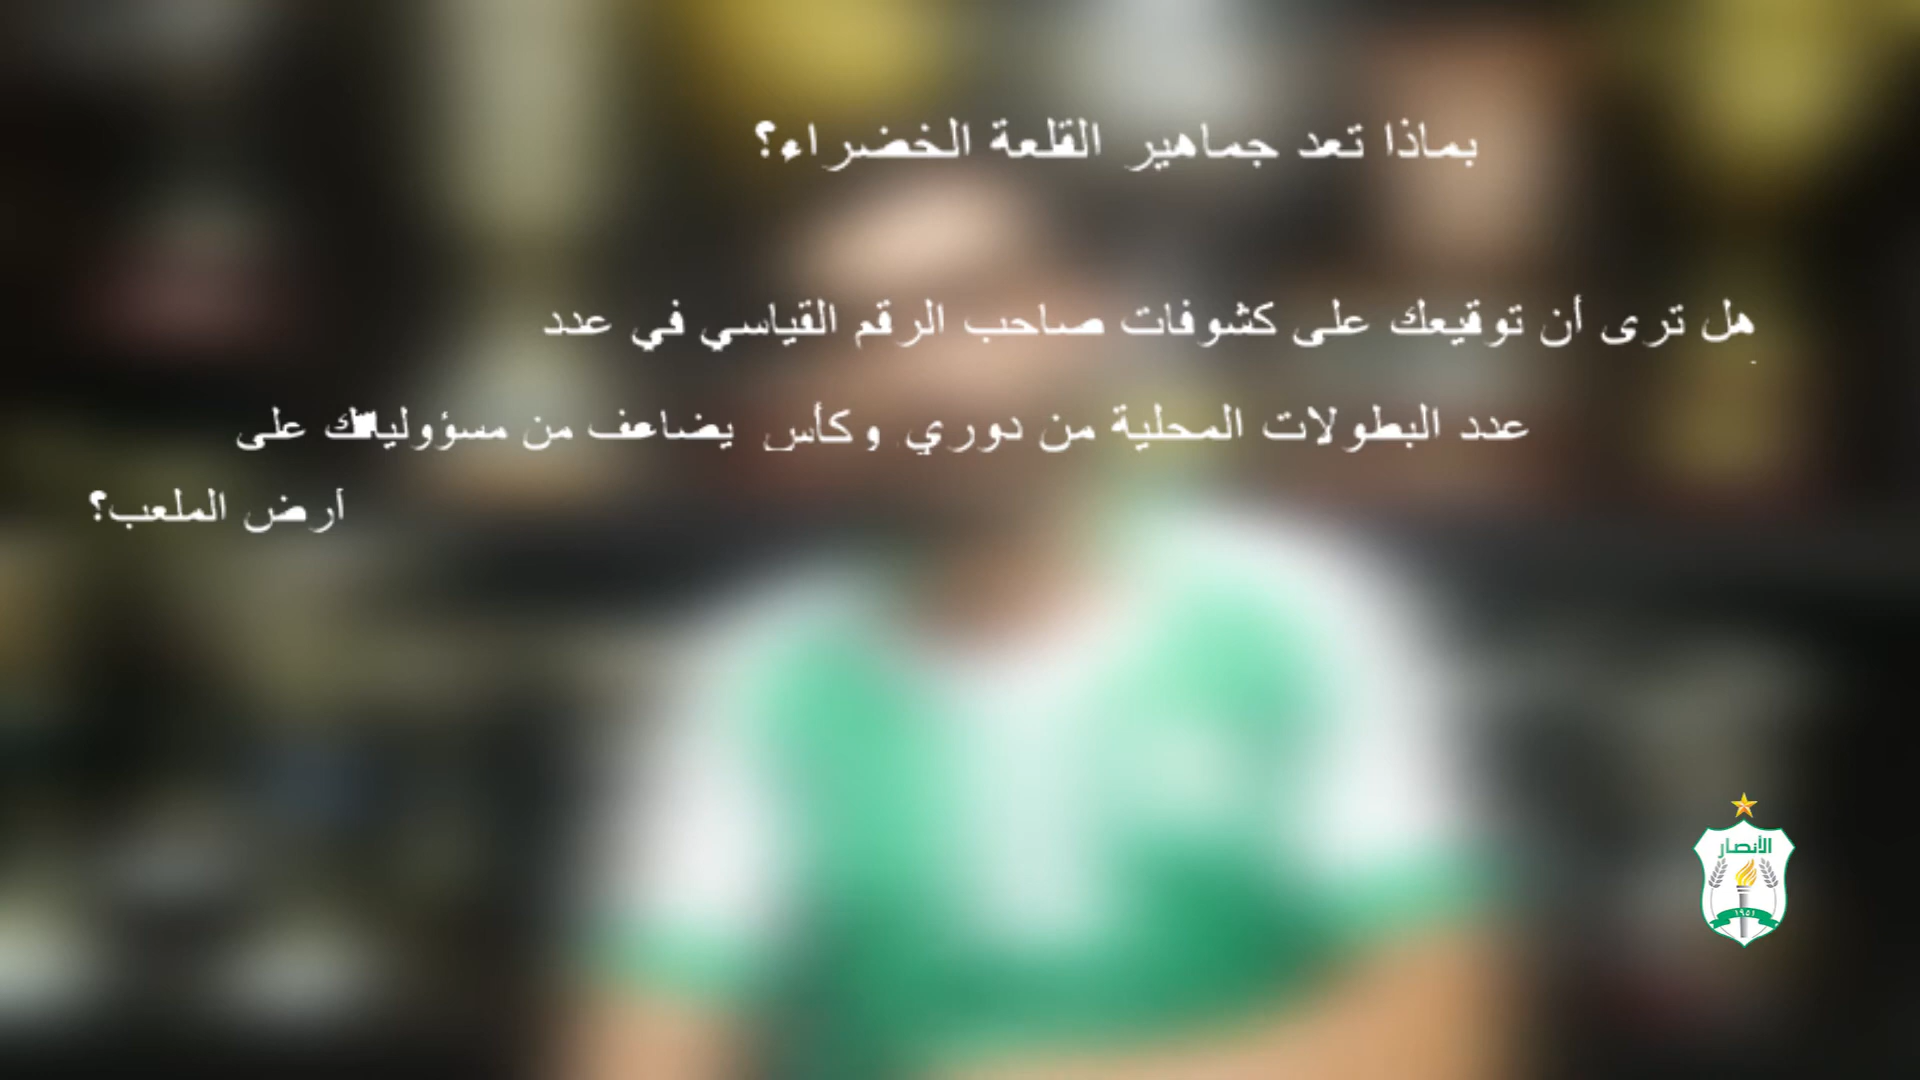 بماذا تعد جماهير القلعة الخضراء؟
هل ترى أن توقيعك على كشوفات صاحب الرقم القياسي في عدد
عدد البطولات المحلية من دوري وكأس يضاعف من مسؤولياتك على
أرض الملعب؟
الأنصار
١٩٥١